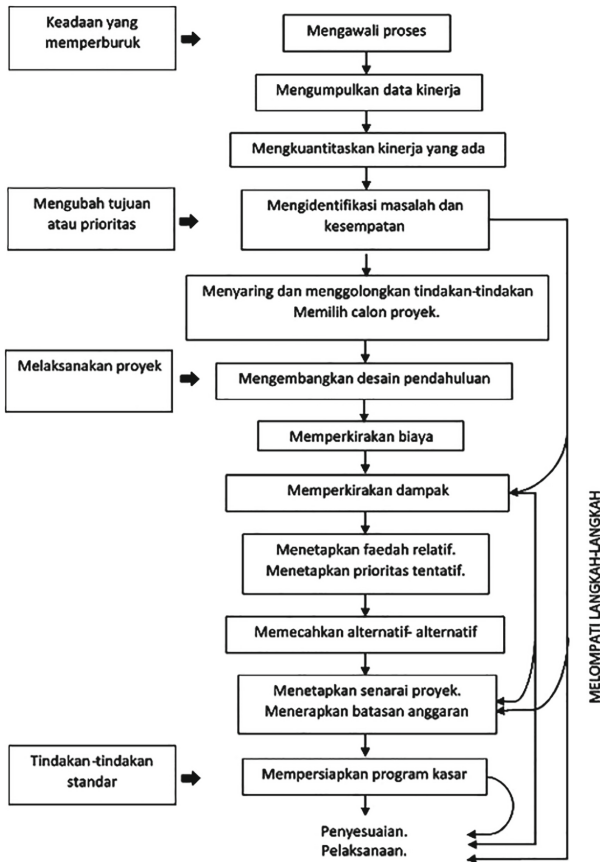 Keadaan yang
memperburuk
Mengawali proses
Mengumpulkan data kinerja
Mengkuantitaskan kinerja yang ada
Mengubah tujuan
atau prioritas
Mengidentifikasi masalah dan
kesempatan
Menyaring dan menggolongkan tindakan-tindakan
Memilih calon proyek.
Melaksanakan proyek
Mengembangkan desain pendahuluan
Memperkirakan biaya
Memperkirakan dampak
Menetapkan faedah relatif.
Menetapkan prioritas tentatif.
Memecahkan alternatif- alternatif
Menetapkan senarai proyek.
Menerapkan batasan anggaran
Tindakan-tindakan
standar
Mempersiapkan program kasar
Penyesuaian.
Pelaksanaan.
MELOMPATI LANGKAH-LANGKAH